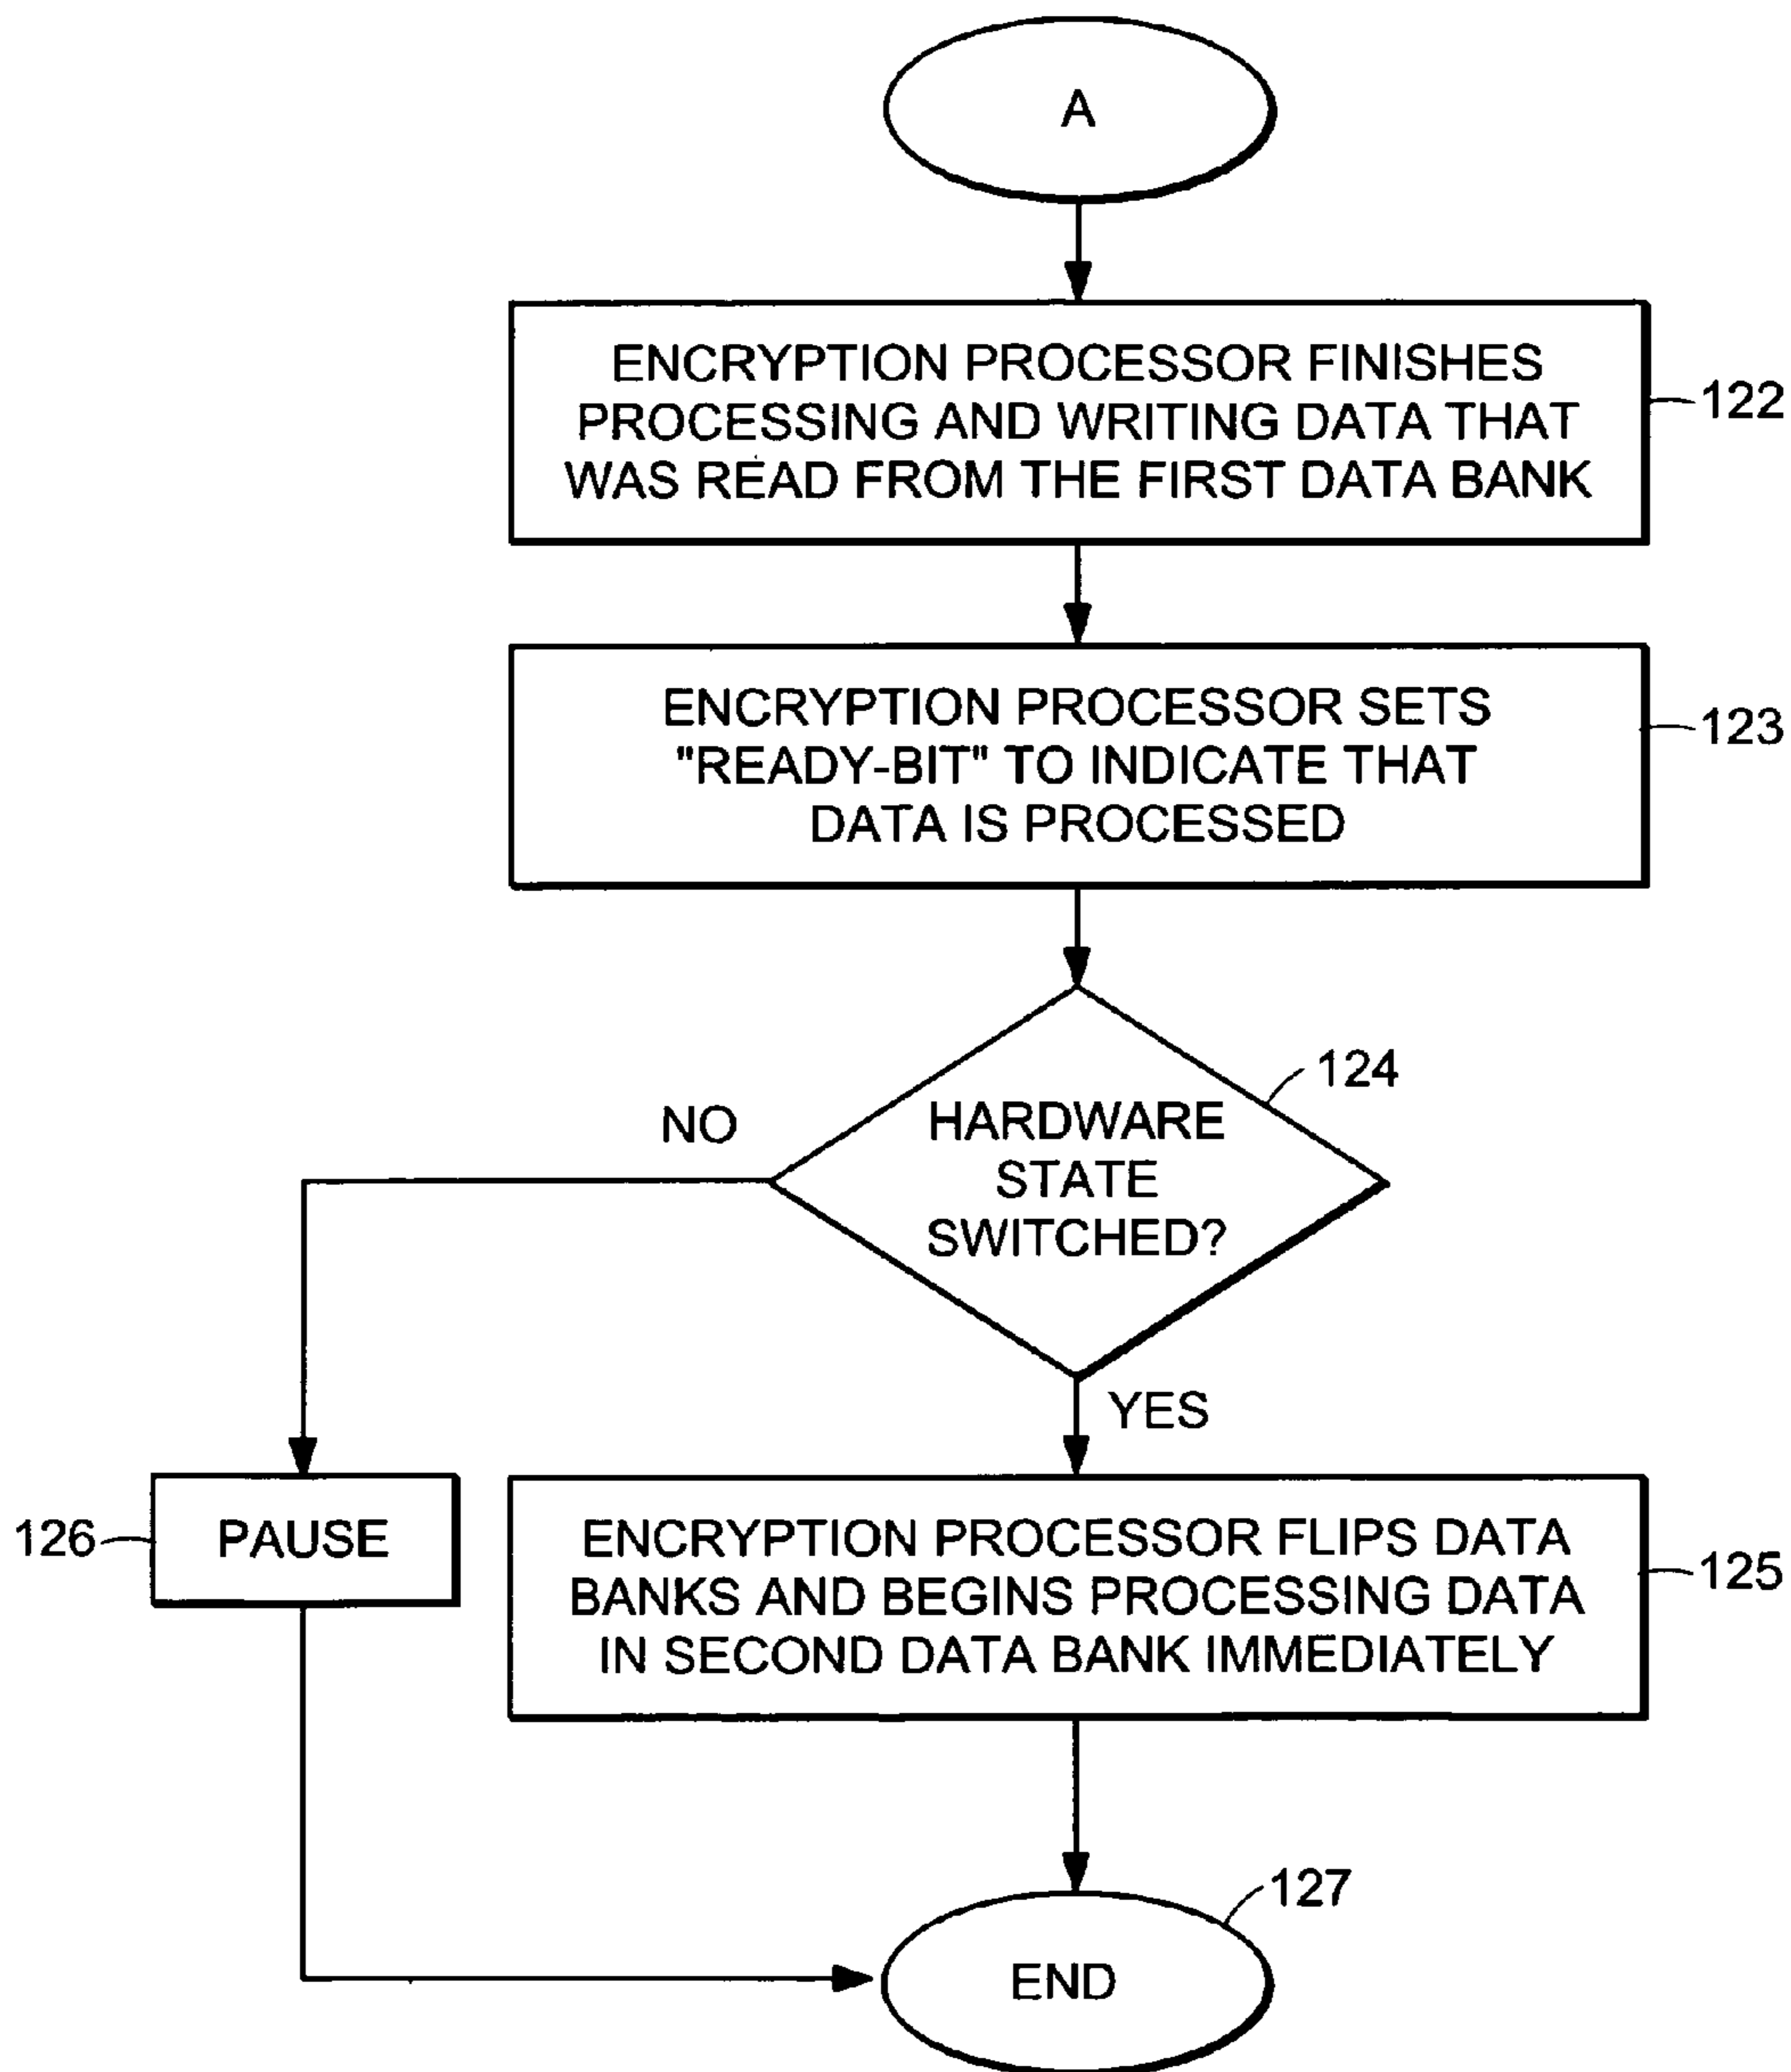 A
ENCRYPTION PROCESSOR FINISHES
PROCESSING AND WRITING DATA THAT
WAS READ FROM THE FIRST DATA BANK
122
ENCRYPTION PROCESSOR SETS
"READY-BIT" TO INDICATE THAT
DATA IS PROCESSED
123
124
NO
HARDWARE
STATE
SWITCHED?
YES
126
PAUSE
ENCRYPTION PROCESSOR FLIPS DATA
BANKS AND BEGINS PROCESSING DATA
IN SECOND DATA BANK IMMEDIATELY
125
127
END